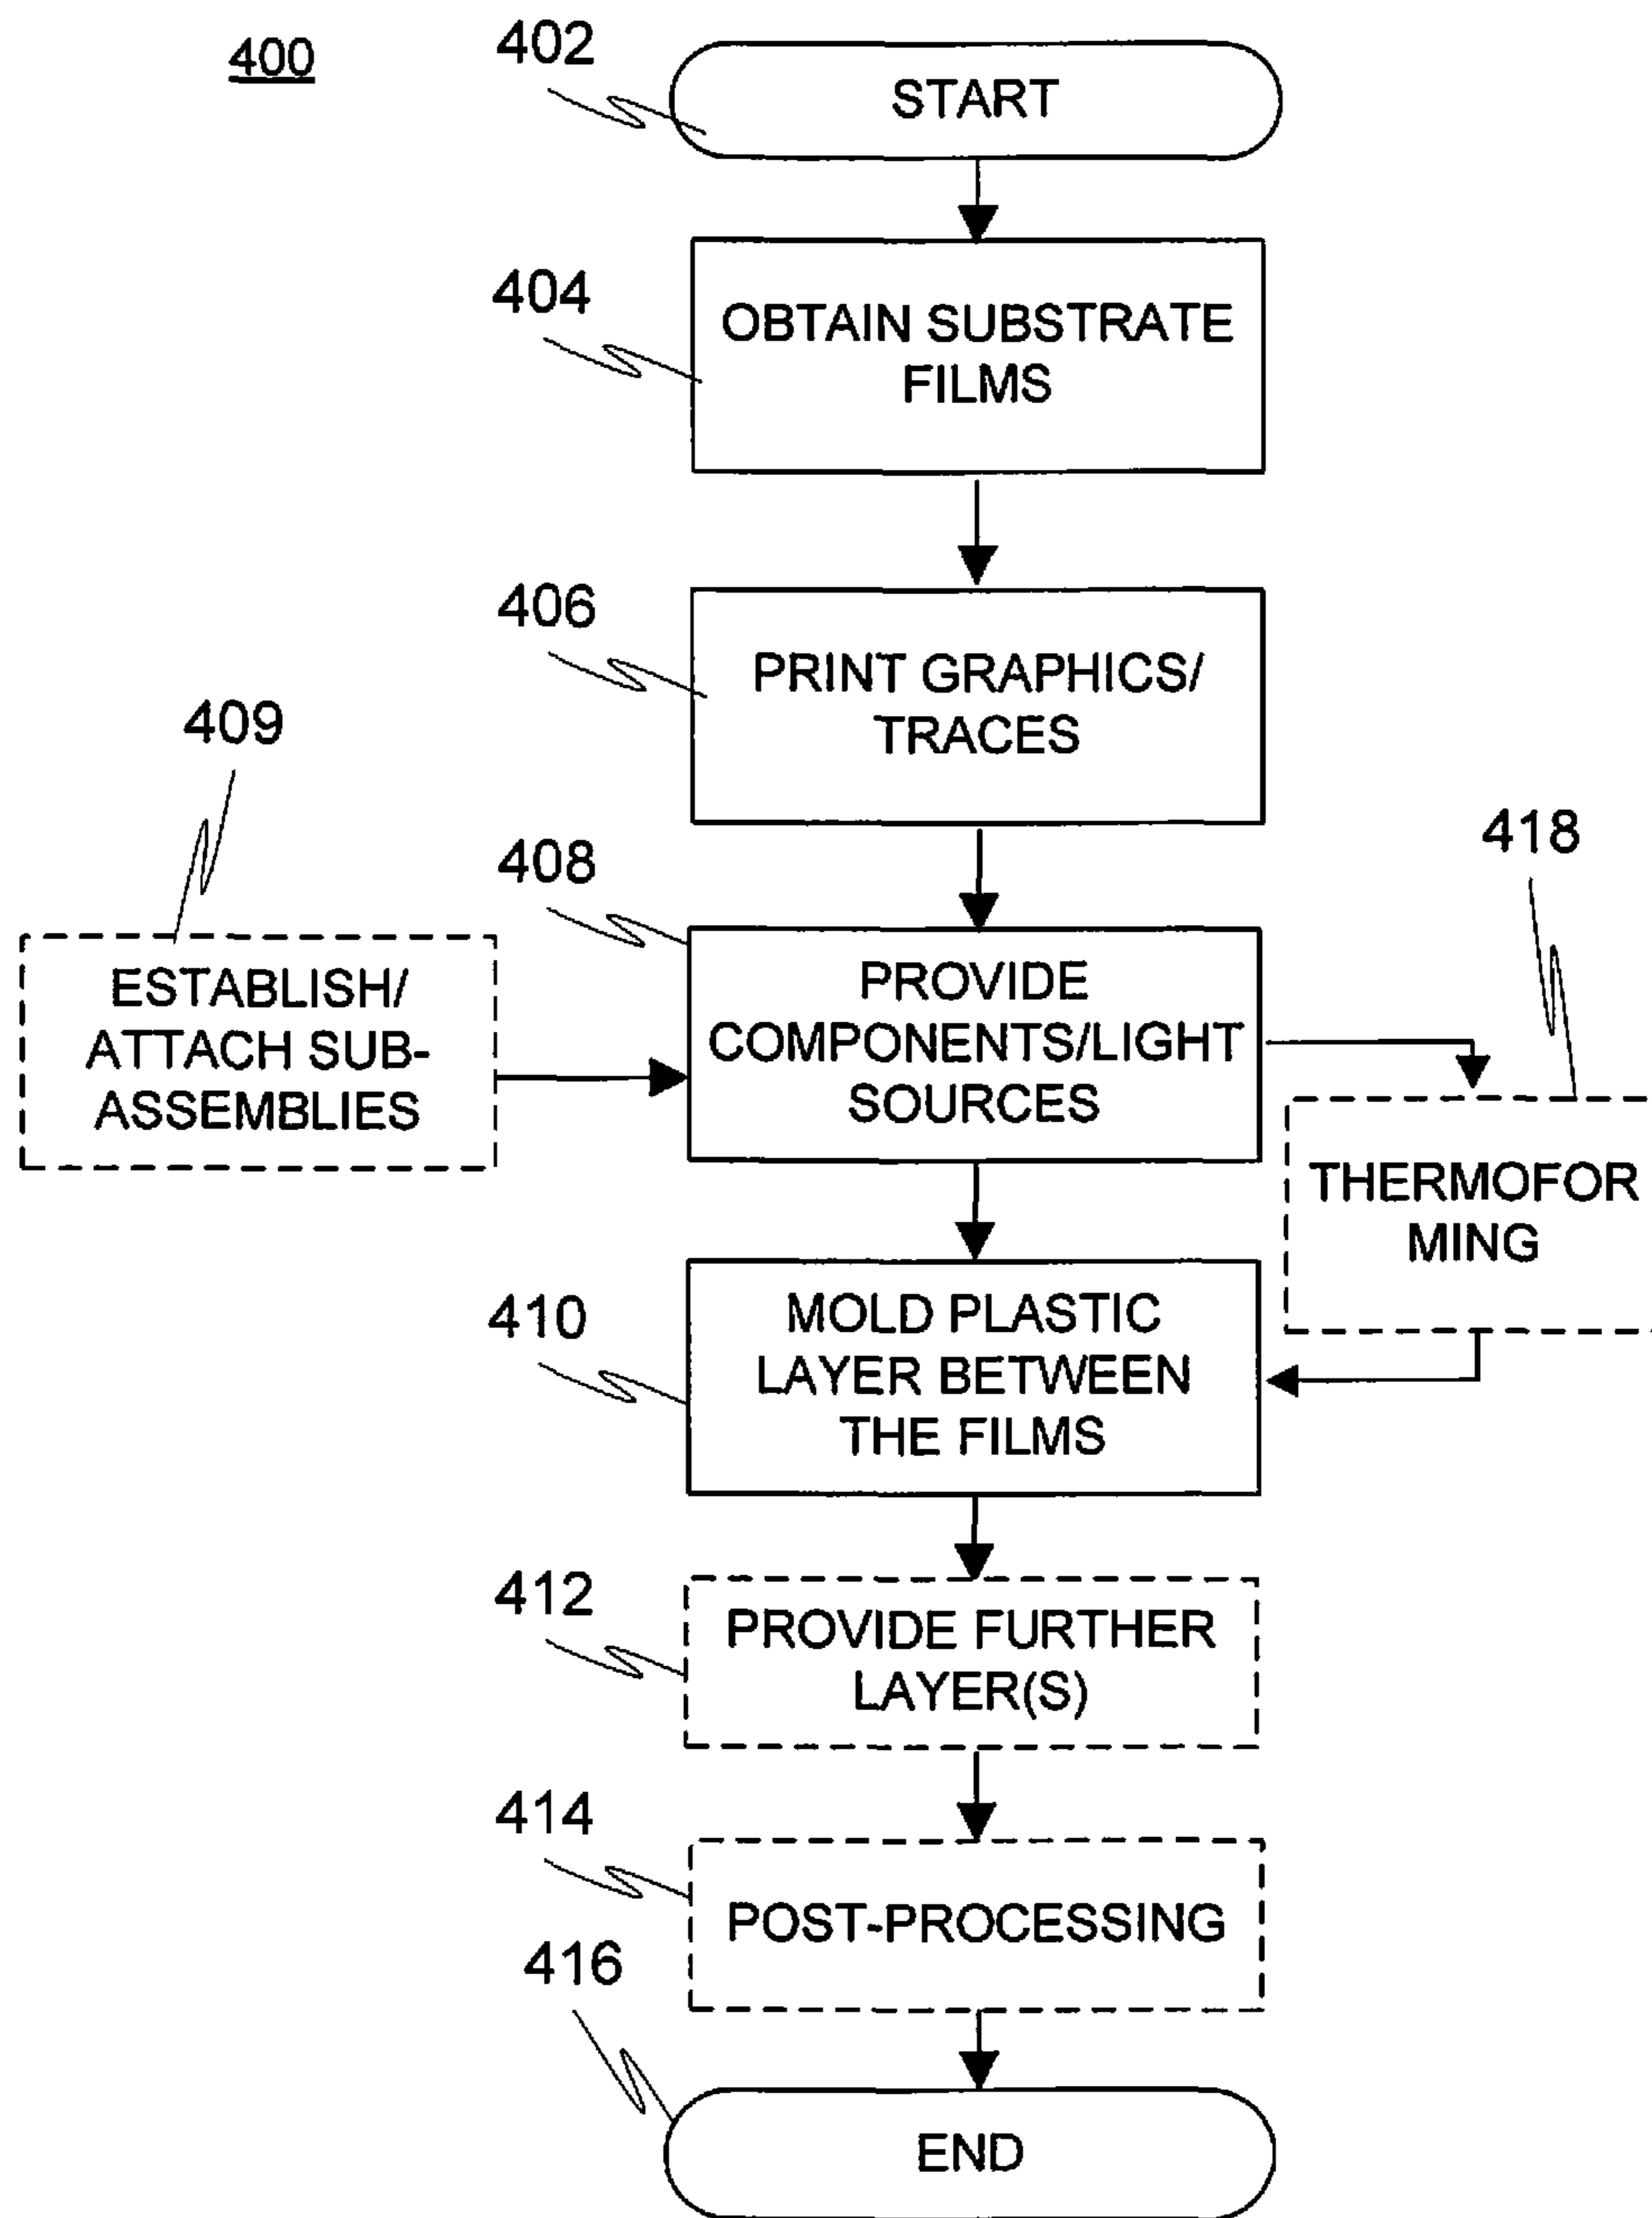 400
402
START
404
OBTAIN SUBSTRATE
FILMS
406
PRINT GRAPHICS/
TRACES
409
ESTABLISH/
ATTACH SUB-
ASSEMBLIES
408
PROVIDE
COMPONENTS/LIGHT
SOURCES
418
THERMOFOR
MING
410
MOLD PLASTIC
LAYER BETWEEN
THE FILMS
412
PROVIDE FURTHER
LAYER(S)
414
POST-PROCESSING
416
END